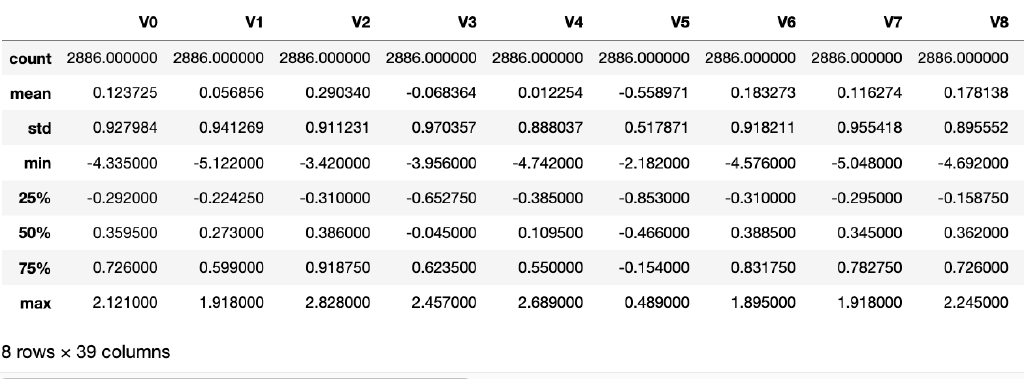 V0 V1 V2 V3 V4 V5 V6 V7 V8
count 2886.000000 2886.000000 2886.000000 2886.000000 2886.000000 2886.000000 2886.000000 2886.000000 2886.000000
mean 0.123725 0.056856 0.290340 -0.068364 0.012254 -0.558971 0.183273 0.116274 0.178138
std 0.927984 0.941269 0.911231 0.970357 0.888037 0.517871 0.918211 0.955418 0.895552
min -4.335000 -5.122000 -3.420000 -3.956000 -4.742000 -2.182000 -4.576000 -5.048000 -4.692000
25% -0.292000 -0.224250 -0.310000 -0.652750 -0.385000 -0.853000 -0.310000 -0.295000 -0.158750
50% 0.359500 0.273000 0.386000 -0.045000 0.109500 -0.466000 0.388500 0.345000 0.362000
75% 0.726000 0.599000 0.918750 0.623500 0.550000 -0.154000 0.831750 0.782750 0.726000
max 2.121000 1.918000 2.828000 2.457000 2.689000 0.489000 1.895000 1.918000 2.245000
8 rows × 39 columns